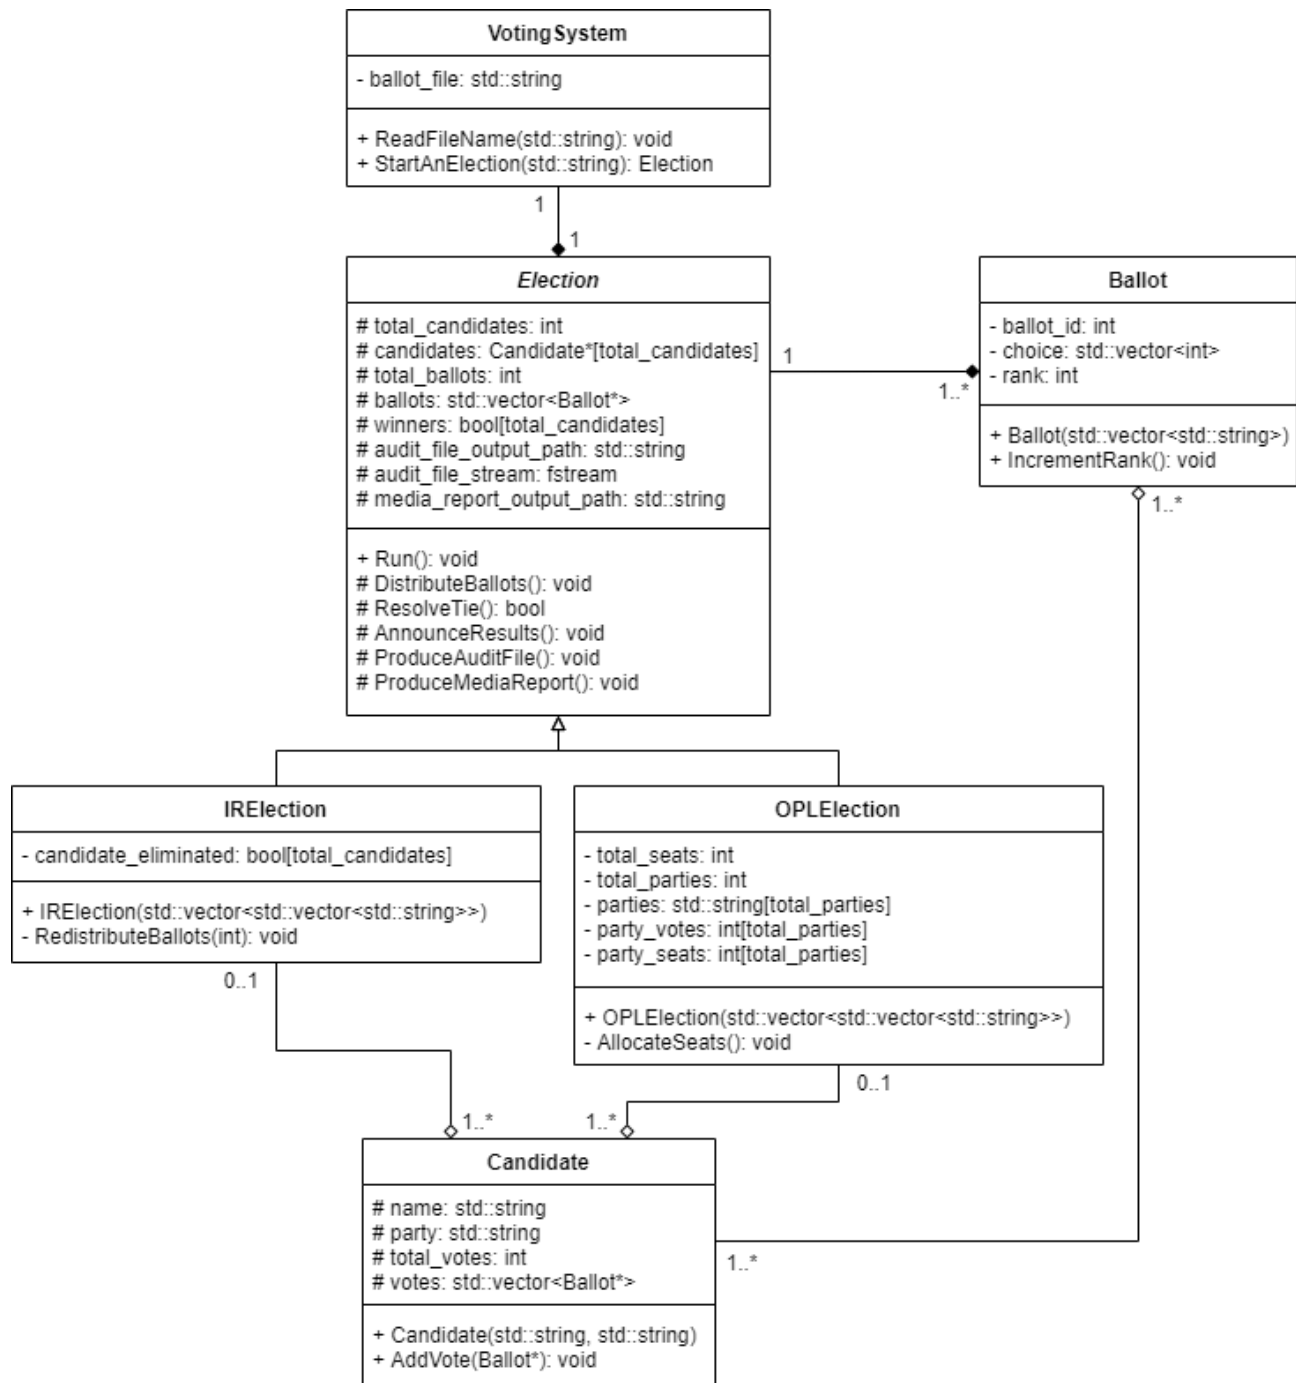 VotingSystem
- ballot_file: std::string
+ ReadFileName(std::string): void
+ StartAnElection(std::string): Election
1
1
Election
# total_candidates: int
# candidates: Candidate*[total_candidates]
# total_ballots: int
# ballots: std::vector<Ballot*>
# winners: bool[total_candidates]
# audit_file_output_path: std::string
# audit_file_stream: fstream
# media_report_output_path: std::string
+ Run(): void
# DistributeBallots(): void
# ResolveTie(): bool
# AnnounceResults(): void
# ProduceAuditFile(): void
# ProduceMediaReport(): void
1
1..*
Ballot
- ballot_id: int
- choice: std::vector<int>
- rank: int
+ Ballot(std::vector<std::string>)
+ IncrementRank(): void
1..*
IRElection
- candidate_eliminated: bool[total_candidates]
+ IRElection(std::vector<std::vector<std::string>>)
- RedistributeBallots(int): void
0..1
OPLElection
- total_seats: int
- total_parties: int
- parties: std::string[total_parties]
- party_votes: int[total_parties]
- party_seats: int[total_parties]
+ OPLElection(std::vector<std::vector<std::string>>)
- AllocateSeats(): void
0..1
1..*
1..*
Candidate
# name: std::string
# party: std::string
# total_votes: int
# votes: std::vector<Ballot*>
+ Candidate(std::string, std::string)
+ AddVote(Ballot*): void
1..*